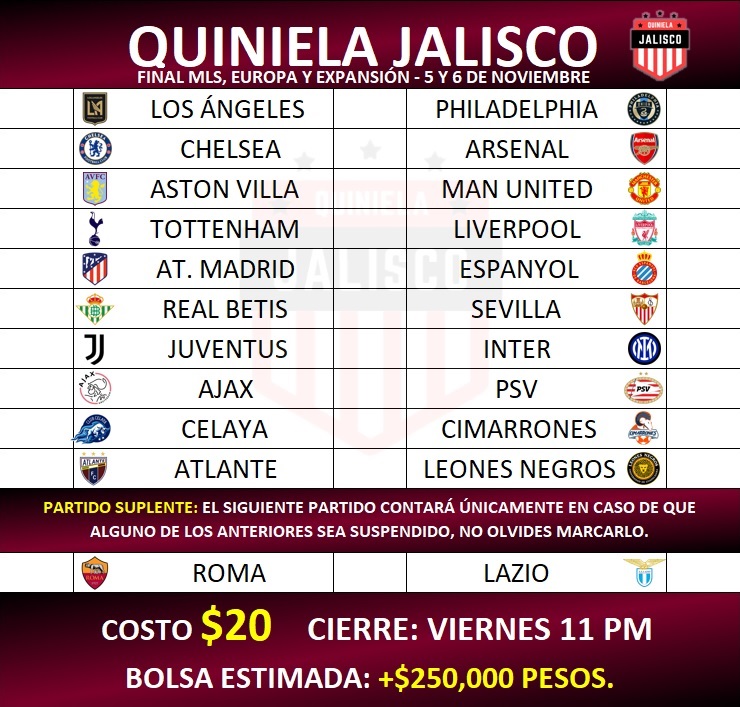 QUINIELA JALISCO
FINAL MLS, EUROPA Y EXPANSIÓN - 5 Y 6 DE NOVIEMBRE
JALISCO
LOS ÁNGELES PHILADELPHIA
CHELSEA ARSENAL
ASTON VILLA MAN UNITED
TOTTENHAM LIVERPOOL
AT. MADRID ESPANYOL
REAL BETIS SEVILLA
JUVENTUS INTER
AJAX PSV
CELAYA CIMARRONES
ATLANTE LEONES NEGROS
QUINIELA
JALISCO
PARTIDO SUPLENTE: EL SIGUIENTE PARTIDO CONTARÁ ÚNICAMENTE EN CASO DE QUE
ALGUNO DE LOS ANTERIORES SEA SUSPENDIDO, NO OLVIDES MARCARLO.
ROMA LAZIO
COSTO $20 CIERRE: VIERNES 11 PM
BOLSA ESTIMADA: +$250,000 PESOS.